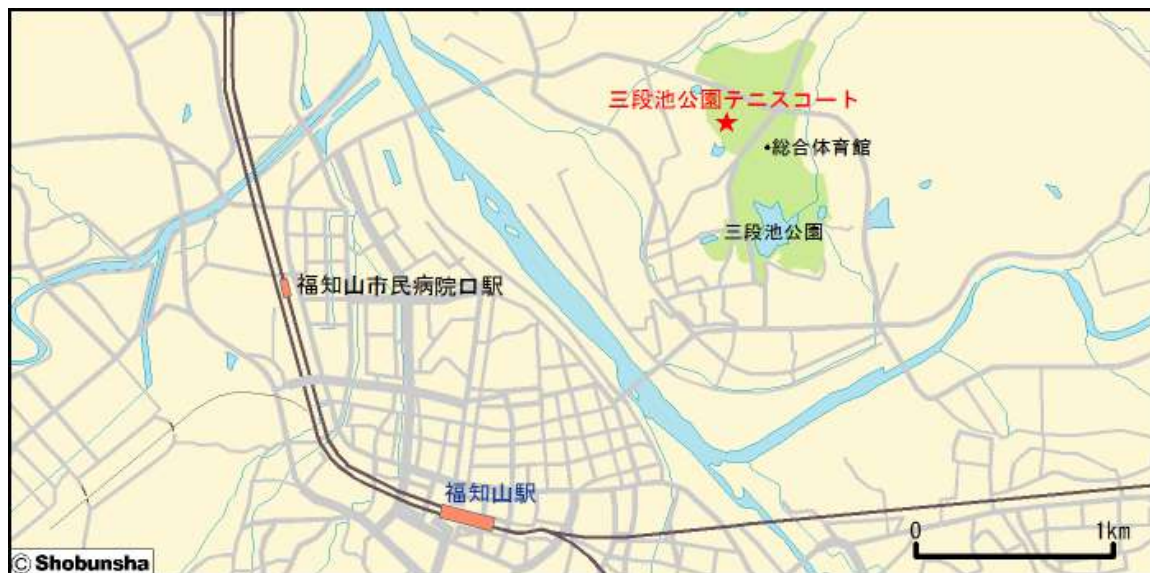 三段池公園テニスコート
総合体育館
三段池公園
福知山市民病院口駅
福知山駅
0 1km
© Shobunsha